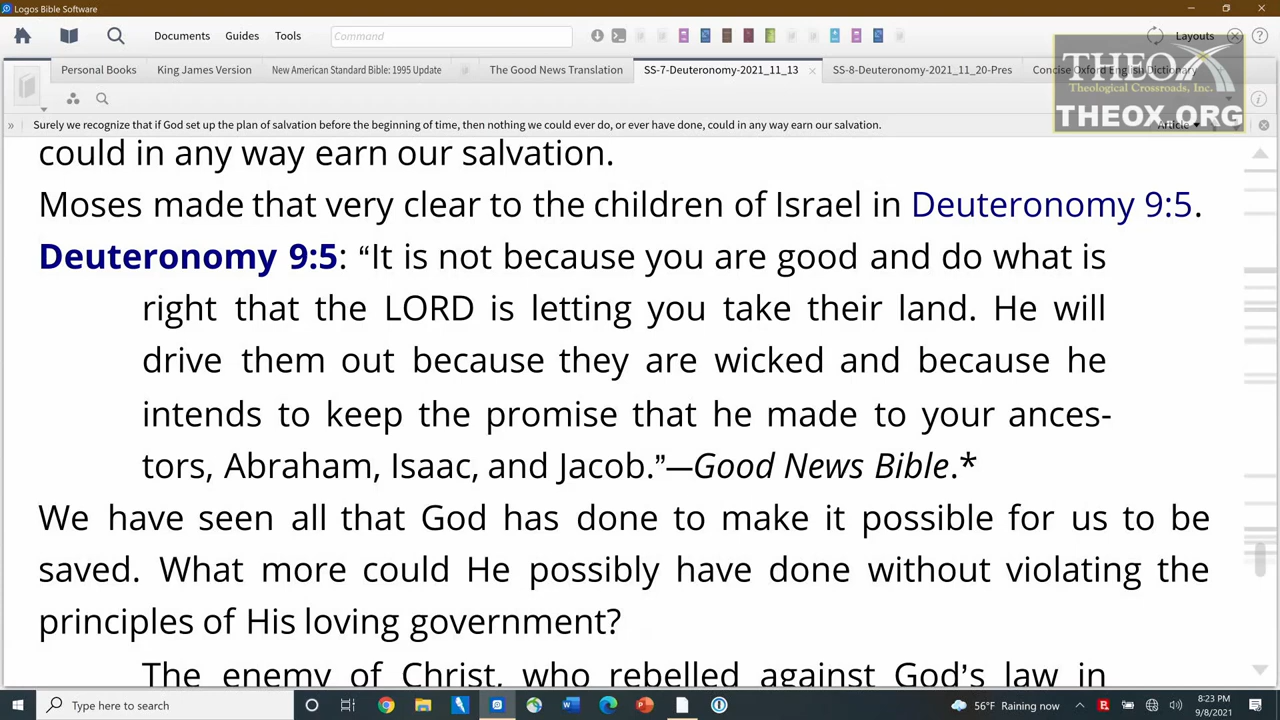 Logos Bible Software
Documents Guides Tools Command Layouts
Personal Books King James Version New American Standard Bible: 1995 Update The Good News Translation SS-7-Deuteronomy-2021_11_13 SS-8-Deuteronomy-2021_11_20-Pres Concise Oxford English Dictionary
THEOX
Theological Crossroads, Inc.
THEOX.ORG
» Surely we recognize that if God set up the plan of salvation before the beginning of time, then nothing we could ever do, or ever have done, could in any way earn our salvation. Article
could in any way earn our salvation.
Moses made that very clear to the children of Israel in Deuteronomy 9:5.
Deuteronomy 9:5: “It is not because you are good and do what is
right that the LORD is letting you take their land. He will
drive them out because they are wicked and because he
intends to keep the promise that he made to your ances-
tors, Abraham, Isaac, and Jacob.”—Good News Bible.*
We have seen all that God has done to make it possible for us to be
saved. What more could He possibly have done without violating the
principles of His loving government?
The enemy of Christ, who rebelled against God’s law in
Type here to search
56°F Raining now
8:23 PM
9/8/2021